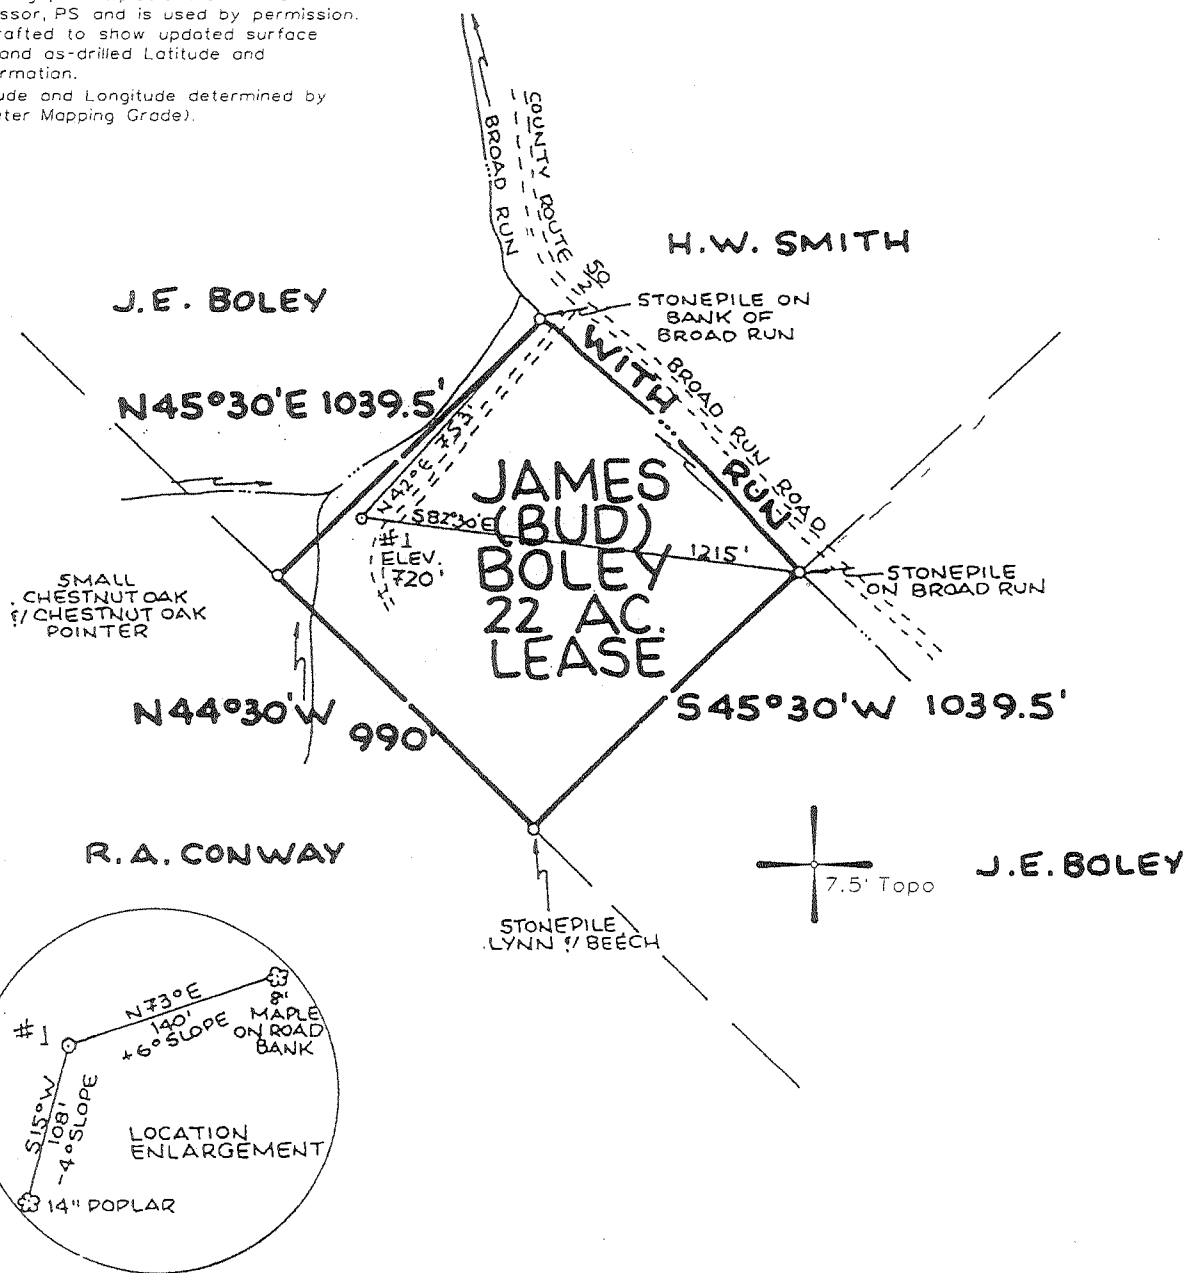 ssor, PS and is used by permission.
rafted to show updated surface
and as-drilled Latitude and
rmation.
ude and Longitude determined by
eter Mapping Grade).
BROAD RUN
COUNTY ROUTE 50
IN
H.W. SMITH
J.E. BOLEY
STONEPILE ON
BANK OF
BROAD RUN
WITH RUN
BROAD RUN ROAD
N45°30'E 1039.5'
N42°E 753'
S82°30'E
1215'
#1
ELEV.
720'
JAMES
(BUD)
BOLEY
22 AC.
LEASE
SMALL
CHESTNUT OAK
&/CHESTNUT OAK
POINTER
STONEPILE
ON BROAD RUN
N44°30'W
990'
S45°30'W 1039.5'
R.A. CONWAY
7.5' Topo
J.E. BOLEY
STONEPILE
LYNN &/ BEECH
#1
N73°E
140'
+6° SLOPE
8"
MAPLE
ON ROAD
BANK
S15°W
108'
-4° SLOPE
LOCATION
ENLARGEMENT
14" POPLAR